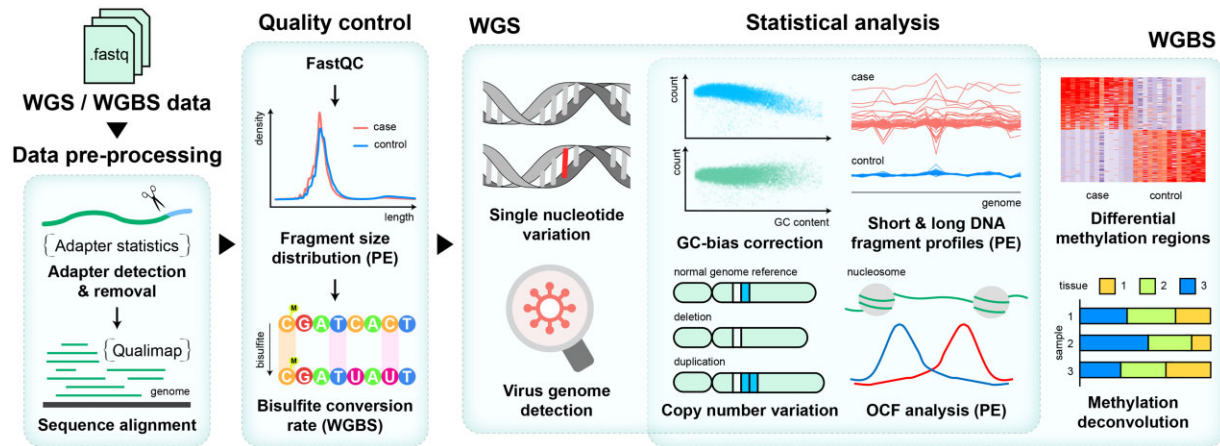 .fastq
WGS / WGBS data
Data pre-processing
{Adapter statistics}
Adapter detection
& removal
{Qualimap}
genome
Sequence alignment
Quality control
FastQC
density
case
control
length
Fragment size
distribution (PE)
M
CGATCACT
bisulfite
M
CGATUAUT
Bisulfite conversion
rate (WGBS)
Statistical analysis
WGS
Single nucleotide
variation
Virus genome
detection
count
count
GC content
GC-bias correction
case
control
genome
Short & long DNA
fragment profiles (PE)
normal genome reference
deletion
duplication
Copy number variation
nucleosome
OCF analysis (PE)
WGBS
case control
Differential
methylation regions
tissue 1 2 3
sample
1
2
3
Methylation
deconvolution